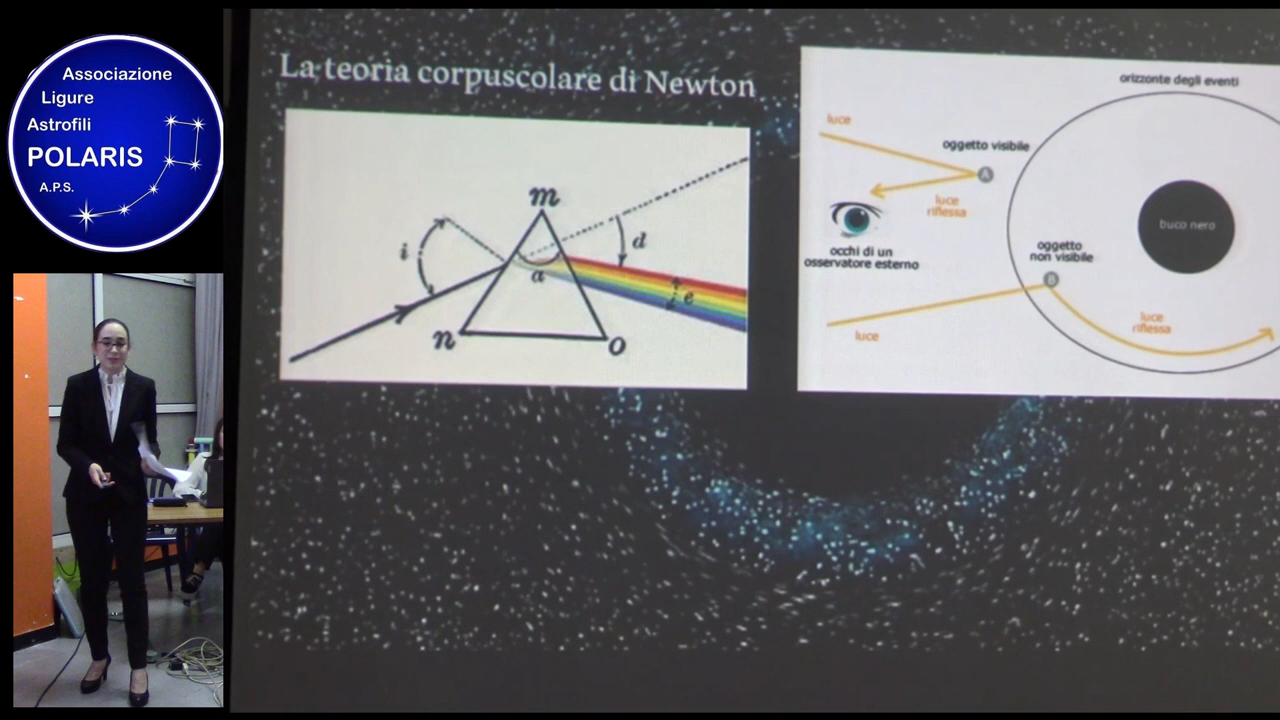 Associazione
Ligure
Astrofili
POLARIS
A.P.S.
La teoria corpuscolare di Newton
m
i
d
a
e
n
o
orizzonte degli eventi
luce
oggetto visibile
A
luce
riflessa
buco nero
occhi di un
osservatore esterno
oggetto
non visibile
B
luce
luce
riflessa